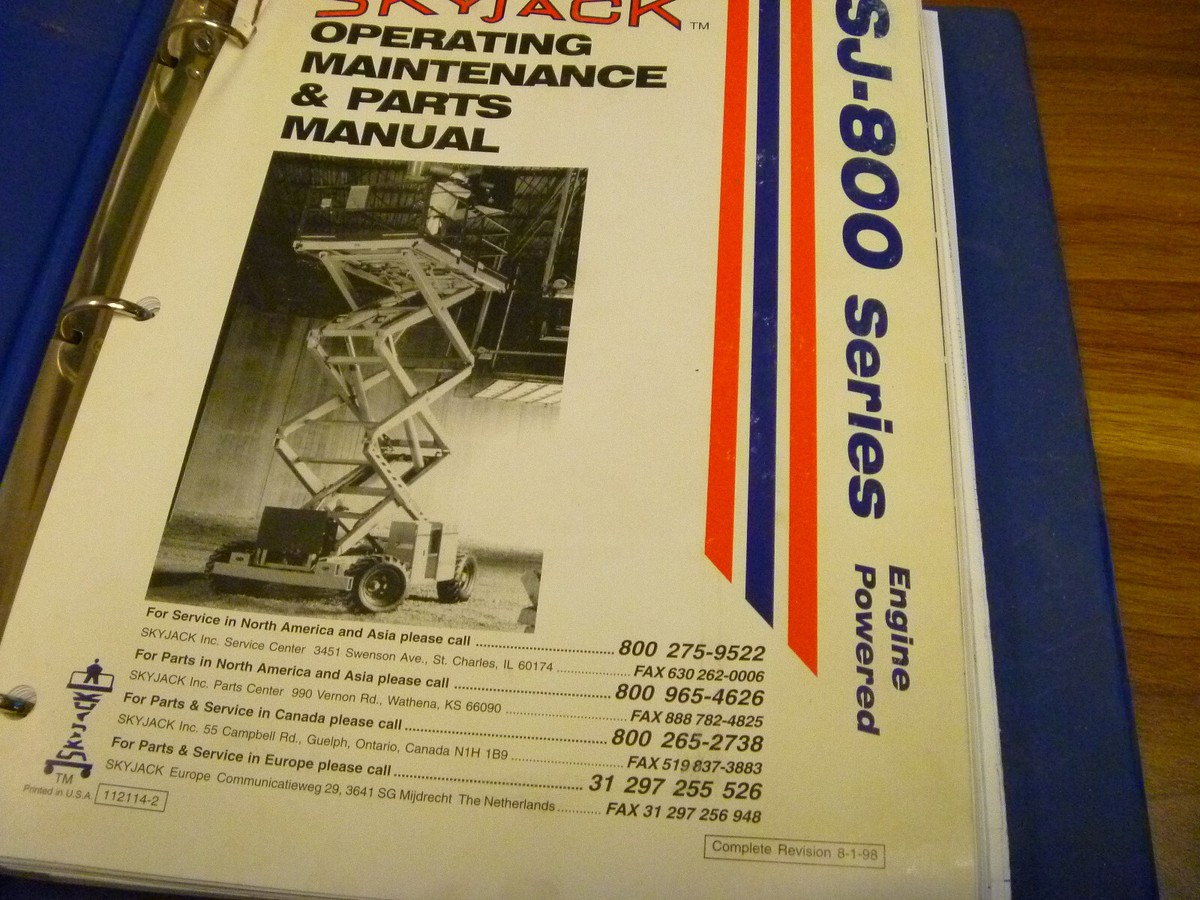 SKYJACK™
OPERATING
MAINTENANCE
& PARTS
MANUAL
SJ-800 Series
Engine
Powered
For Service in North America and Asia please call ........ 800 275-9522
SKYJACK Inc. Service Center 3451 Swenson Ave., St. Charles, IL 60174 ........ FAX 630 262-0006
For Parts in North America and Asia please call ........ 800 965-4626
SKYJACK Inc. Parts Center 990 Vernon Rd., Wathena, KS 66090 ........ FAX 888 782-4825
For Parts & Service in Canada please call ........ 800 265-2738
SKYJACK Inc. 55 Campbell Rd., Guelph, Ontario, Canada N1H 1B9 ........ FAX 519 837-3883
For Parts & Service in Europe please call ........ 31 297 255 526
SKYJACK Europe Communicatieweg 29, 3641 SG Mijdrecht The Netherlands ........ FAX 31 297 256 948
SKYJACK
TM
Printed in U.S.A. 112114-2
Complete Revision 8-1-98